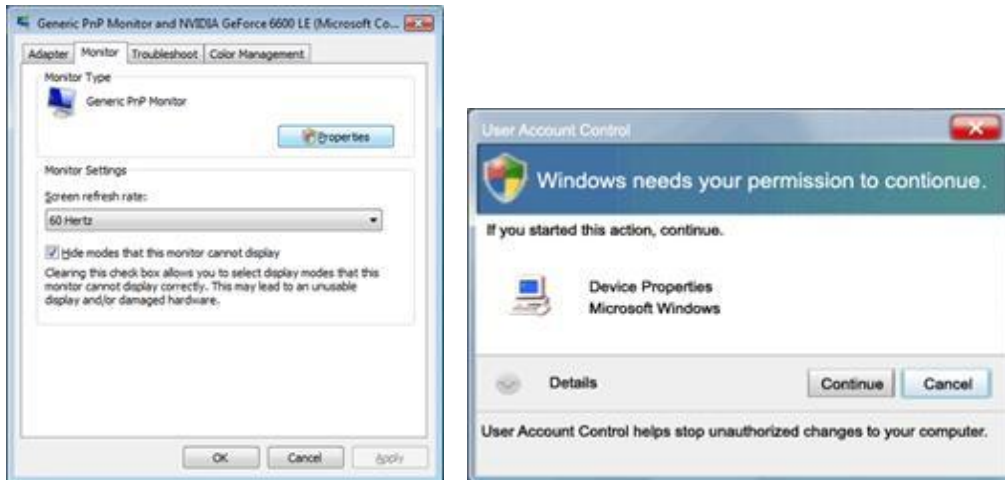 Generic PnP Monitor and NVIDIA GeForce 6600 LE (Microsoft Co...
Adapter Monitor Troubleshoot Color Management
Monitor Type
Generic PnP Monitor
Properties
Monitor Settings
Screen refresh rate:
60 Hertz
Hide modes that this monitor cannot display
Clearing this check box allows you to select display modes that this
monitor cannot display correctly. This may lead to an unusable
display and/or damaged hardware.
OK Cancel Apply
User Account Control
Windows needs your permission to contionue.
If you started this action, continue.
Device Properties
Microsoft Windows
Details Continue Cancel
User Account Control helps stop unauthorized changes to your computer.